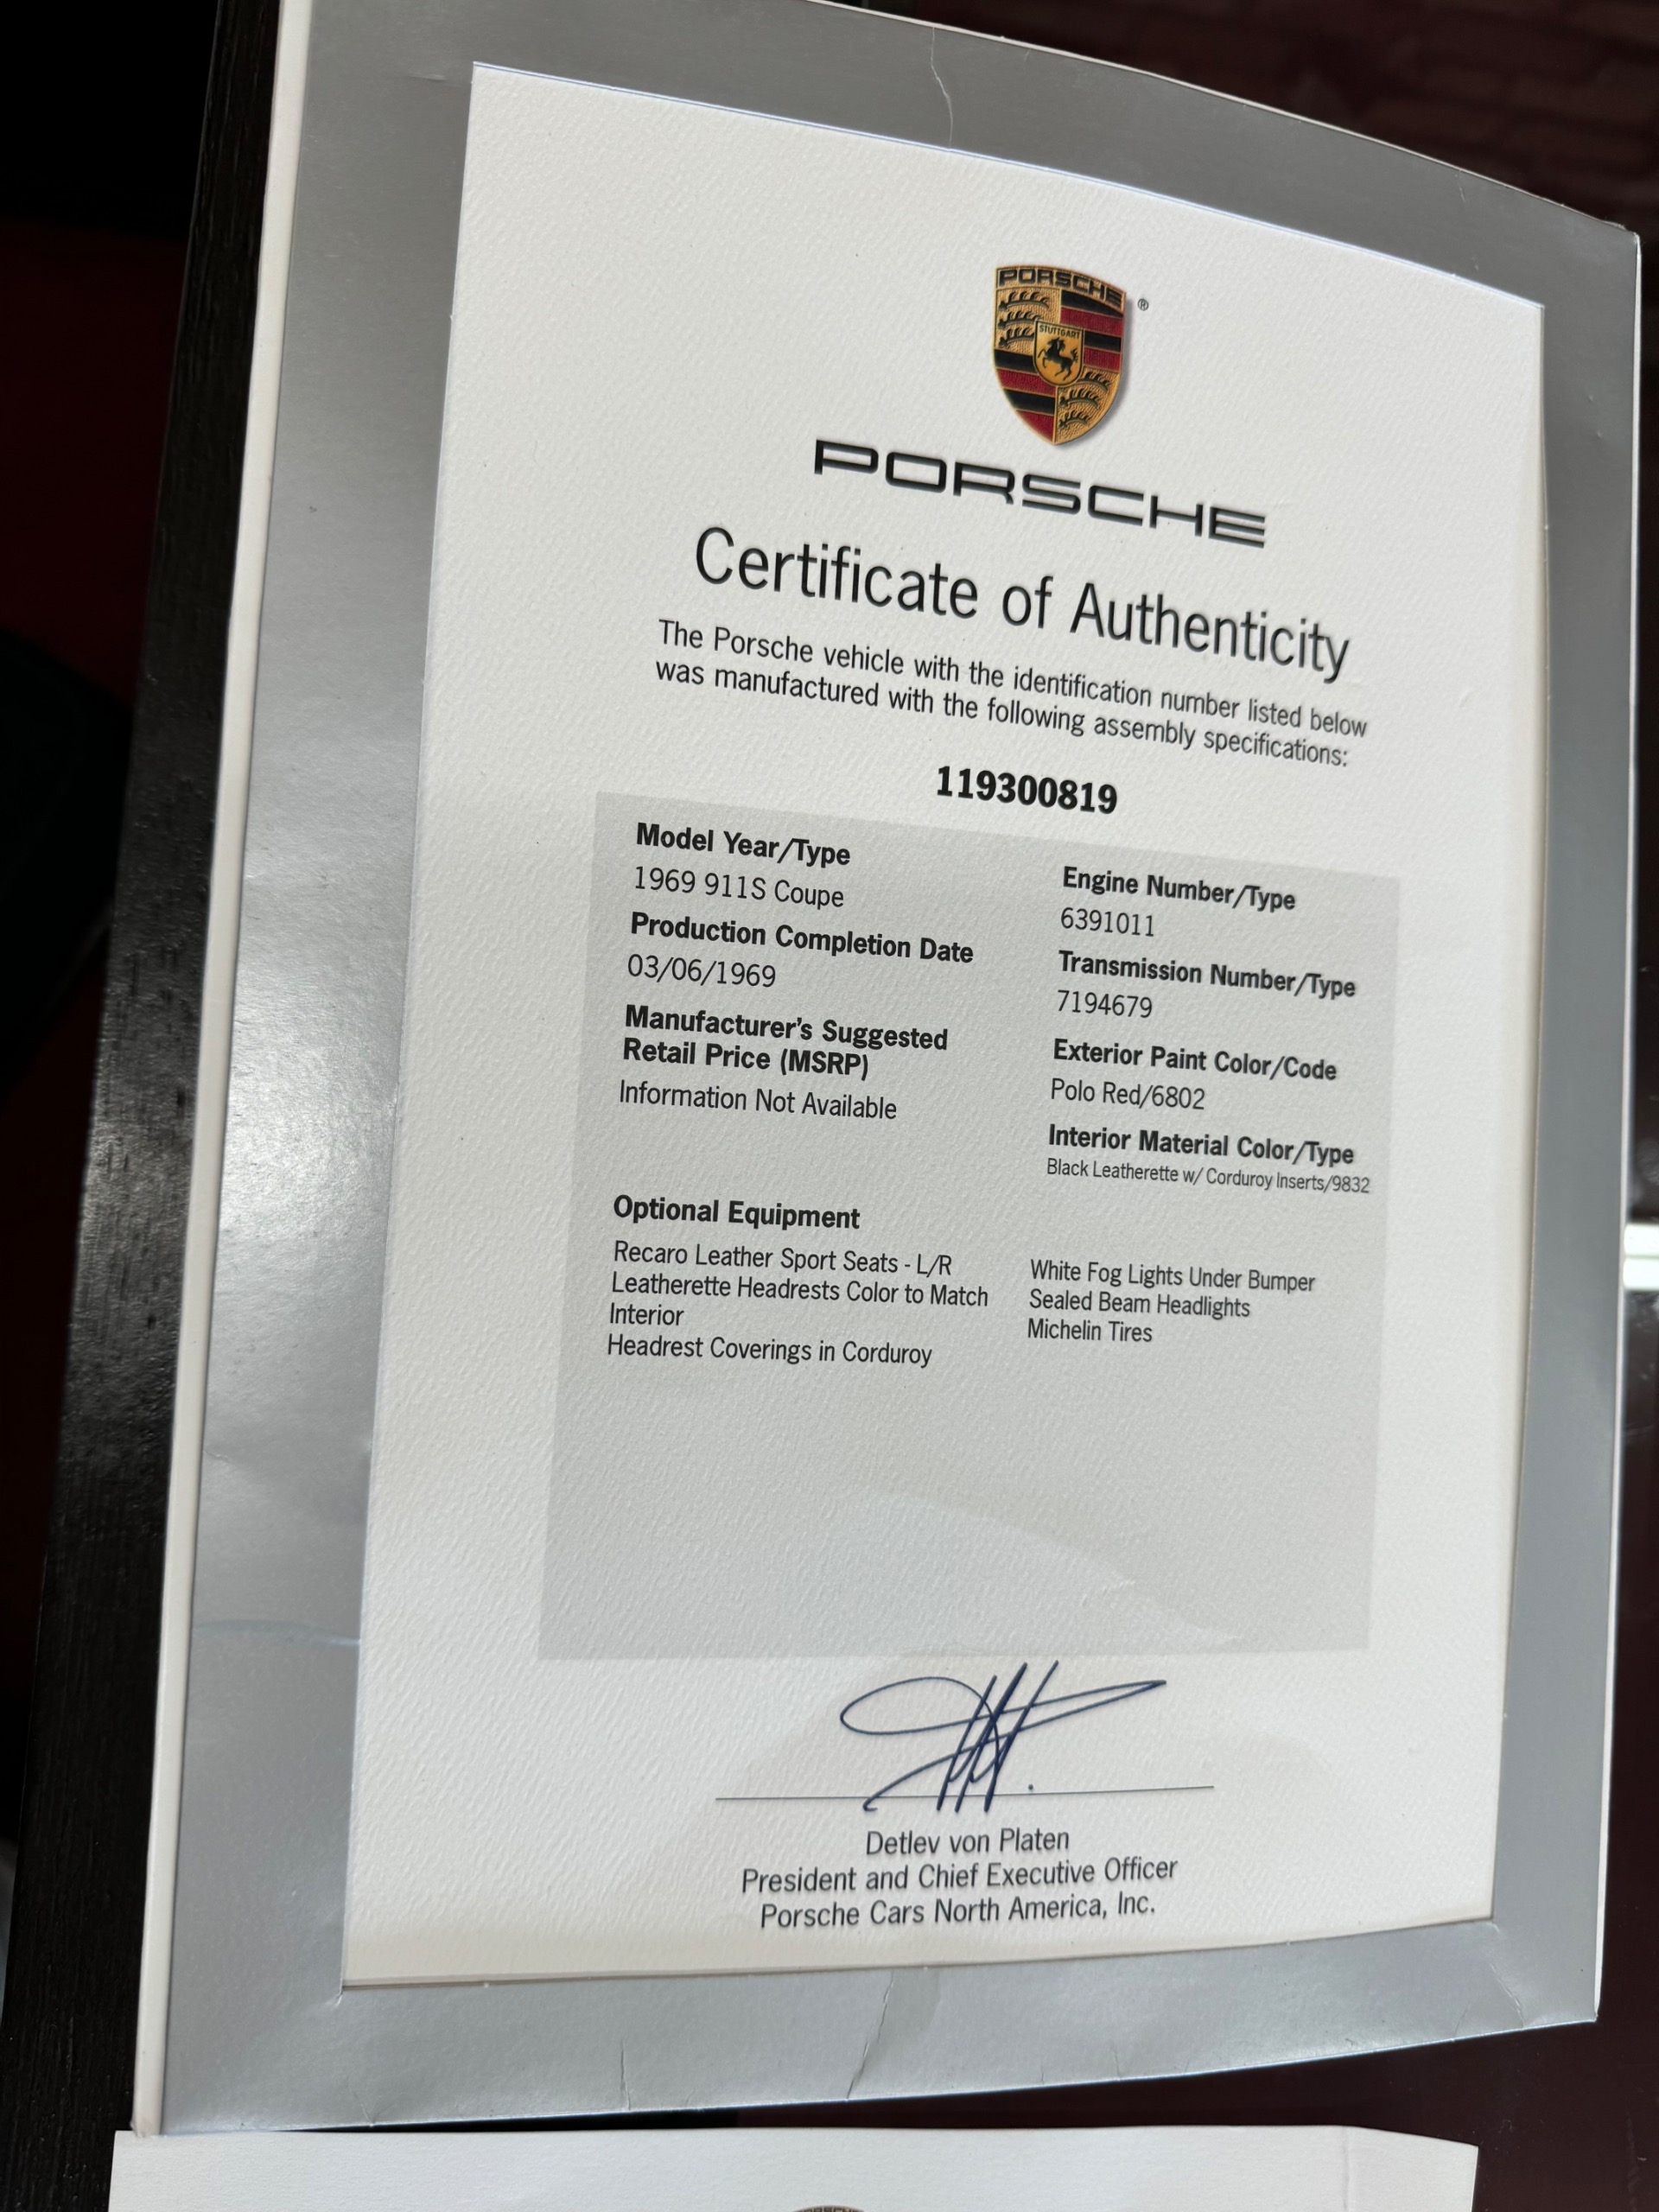 PORSCHE
STUTTGART
®
PORSCHE
Certificate of Authenticity
The Porsche vehicle with the identification number listed below
was manufactured with the following assembly specifications:
119300819
Model Year/Type
1969 911S Coupe
Production Completion Date
03/06/1969
Manufacturer's Suggested
Retail Price (MSRP)
Information Not Available
Engine Number/Type
6391011
Transmission Number/Type
7194679
Exterior Paint Color/Code
Polo Red/6802
Interior Material Color/Type
Black Leatherette w/ Corduroy Inserts/9832
Optional Equipment
Recaro Leather Sport Seats - L/R
Leatherette Headrests Color to Match
Interior
Headrest Coverings in Corduroy
White Fog Lights Under Bumper
Sealed Beam Headlights
Michelin Tires
Detlev von Platen
President and Chief Executive Officer
Porsche Cars North America, Inc.